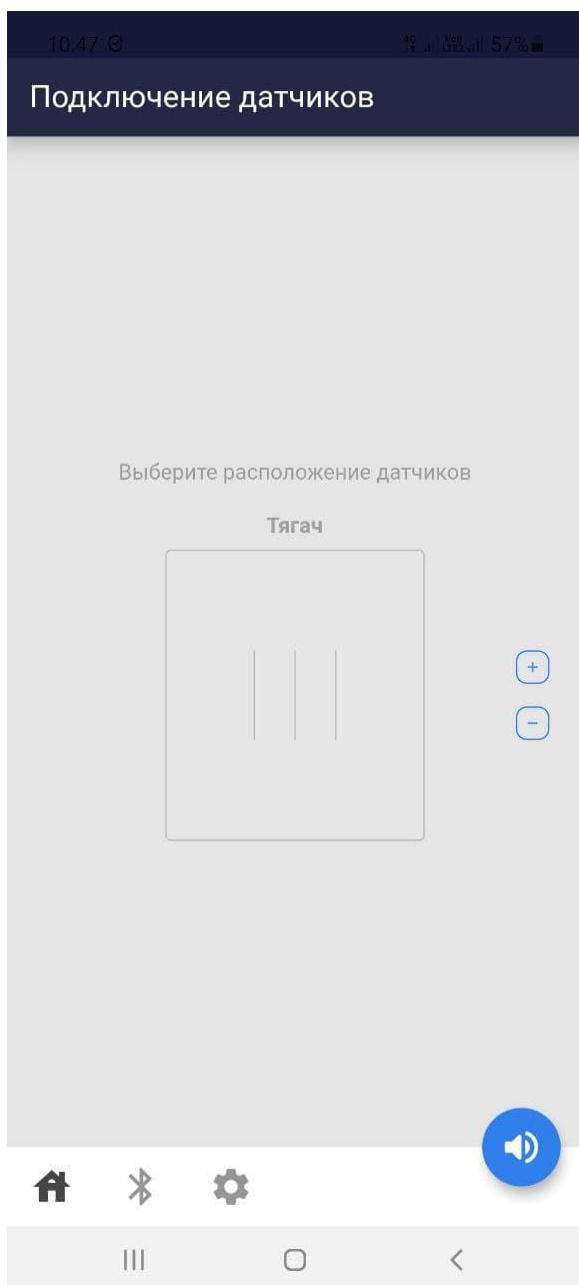 10:47
57%
Подключение датчиков
Выберите расположение датчиков
Тягач
+
−